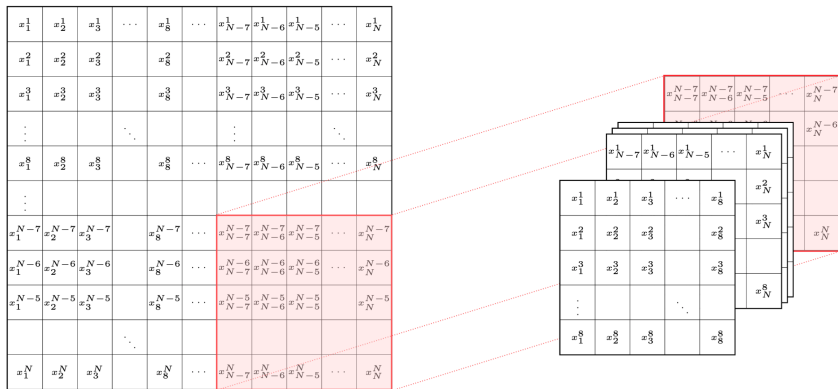 x_1^1 x_2^1 x_3^1 ⋯ x_8^1 ⋯ x_{N-7}^1 x_{N-6}^1 x_{N-5}^1 ⋯ x_N^1
x_1^2 x_2^2 x_3^2 x_8^2 x_{N-7}^2 x_{N-6}^2 x_{N-5}^2 ⋯ x_N^2
x_1^3 x_2^3 x_3^3 x_8^3 ⋯ x_{N-7}^3 x_{N-6}^3 x_{N-5}^3 ⋯ x_N^3
⋮ ⋱ ⋮ ⋱
x_1^8 x_2^8 x_3^8 x_8^8 ⋯ x_{N-7}^8 x_{N-6}^8 x_{N-5}^8 ⋯ x_N^8
⋮
x_1^{N-7} x_2^{N-7} x_3^{N-7} x_8^{N-7} ⋯ x_{N-7}^{N-7} x_{N-6}^{N-7} x_{N-5}^{N-7} ⋯ x_N^{N-7}
x_1^{N-6} x_2^{N-6} x_3^{N-6} x_8^{N-6} ⋯ x_{N-7}^{N-6} x_{N-6}^{N-6} x_{N-5}^{N-6} ⋯ x_N^{N-6}
x_1^{N-5} x_2^{N-5} x_3^{N-5} x_8^{N-5} ⋯ x_{N-7}^{N-5} x_{N-6}^{N-5} x_{N-5}^{N-5} x_N^{N-5}
⋱
x_1^N x_2^N x_3^N x_8^N ⋯ x_{N-7}^N x_{N-6}^N x_{N-5}^N x_N^N
x_{N-7}^{N-7} x_{N-6}^{N-7} x_{N-5}^{N-7} ⋯ x_N^{N-7}
x_N^{N-6}
x_N^N
x_{N-7}^1 x_{N-6}^1 x_{N-5}^1 ⋯ x_N^1
x_N^2
x_N^3
x_N^8
x_1^1 x_2^1 x_3^1 ⋯ x_8^1
x_1^2 x_2^2 x_3^2 x_8^2
x_1^3 x_2^3 x_3^3 x_8^3
⋮ ⋱
x_1^8 x_2^8 x_3^8 x_8^8